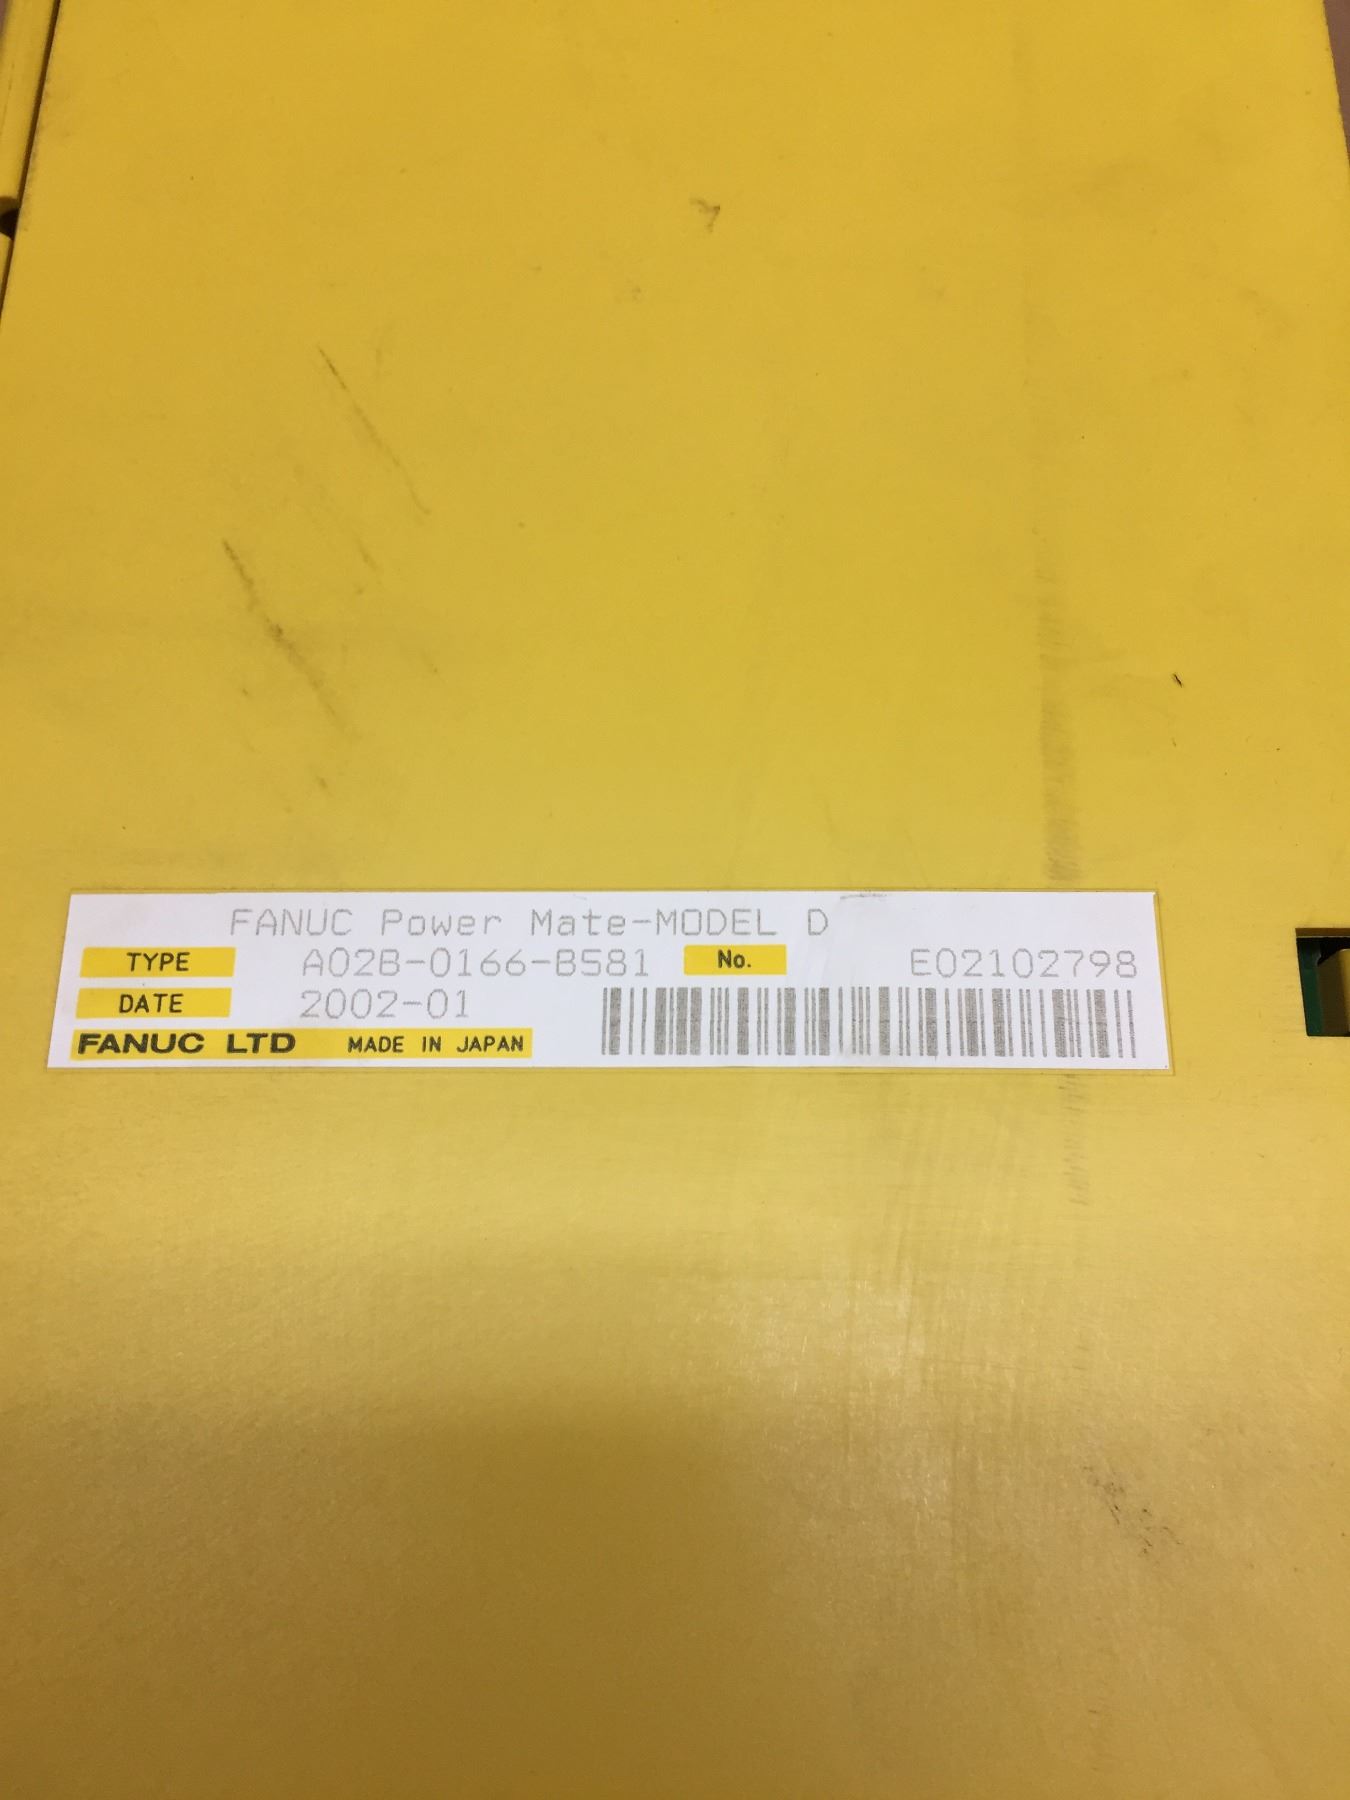 FANUC Power Mate-MODEL D
TYPE A02B-0166-B581 No. E02102798
DATE 2002-01
FANUC LTD MADE IN JAPAN